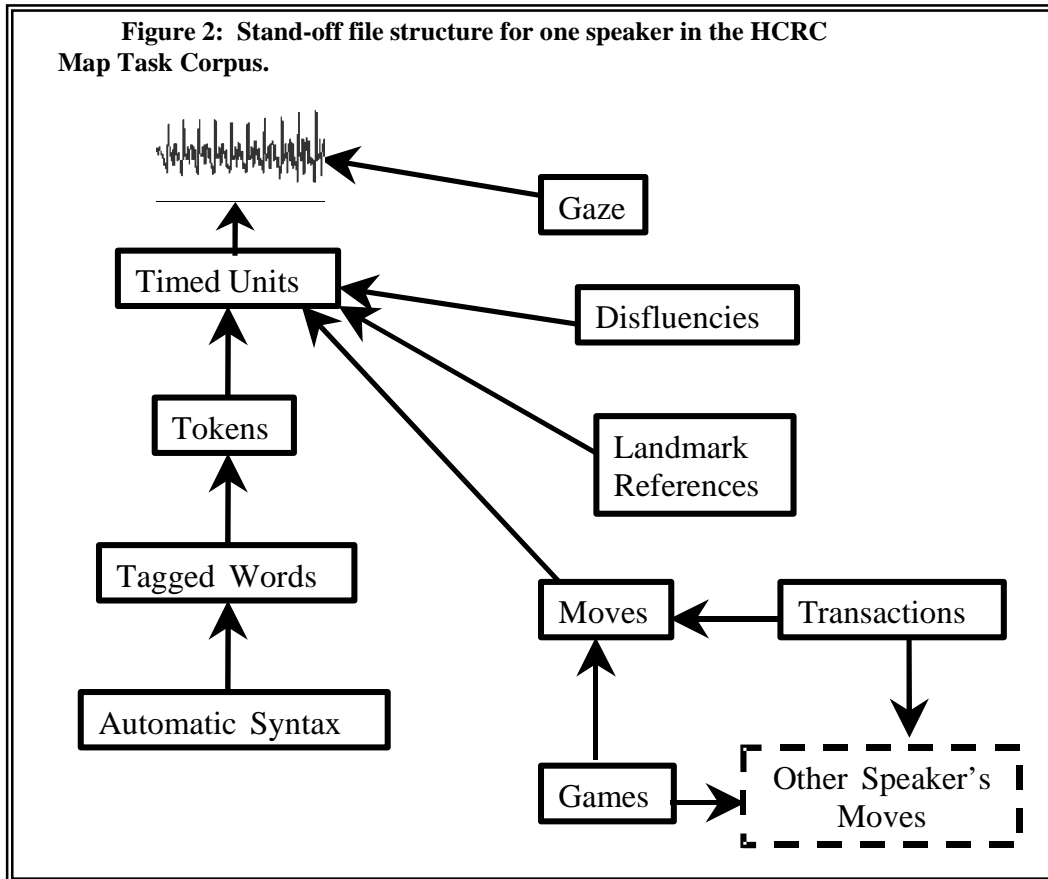 Figure 2: Stand-off file structure for one speaker in the HCRC
Map Task Corpus.
Gaze
Timed Units
Disfluencies
Tokens
Landmark
References
Tagged Words
Moves
Transactions
Automatic Syntax
Games
Other Speaker's
Moves